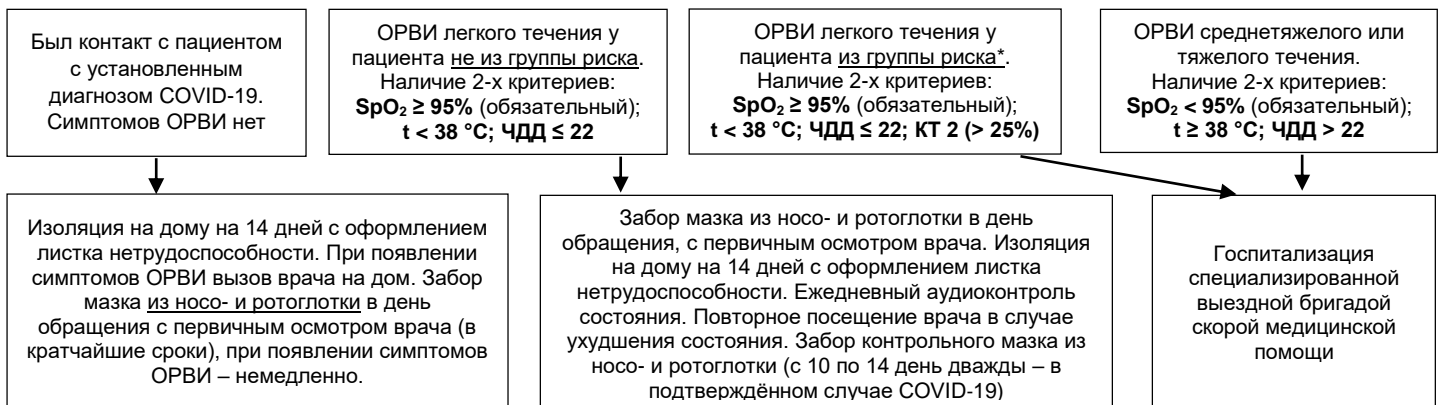 Был контакт с пациентом
с установленным
диагнозом COVID-19.
Симптомов ОРВИ нет
ОРВИ легкого течения у
пациента не из группы риска.
Наличие 2-х критериев:
SpO₂ ≥ 95% (обязательный);
t < 38 °C; ЧДД ≤ 22
ОРВИ легкого течения у
пациента из группы риска*.
Наличие 2-х критериев:
SpO₂ ≥ 95% (обязательный);
t < 38 °C; ЧДД ≤ 22; КТ 2 (> 25%)
ОРВИ среднетяжелого или
тяжелого течения.
Наличие 2-х критериев:
SpO₂ < 95% (обязательный);
t ≥ 38 °C; ЧДД > 22
Изоляция на дому на 14 дней с оформлением
листка нетрудоспособности. При появлении
симптомов ОРВИ вызов врача на дом. Забор
мазка из носо- и ротоглотки в день
обращения с первичным осмотром врача (в
кратчайшие сроки), при появлении симптомов
ОРВИ – немедленно.
Забор мазка из носо- и ротоглотки в день
обращения, с первичным осмотром врача. Изоляция
на дому на 14 дней с оформлением листка
нетрудоспособности. Ежедневный аудиоконтроль
состояния. Повторное посещение врача в случае
ухудшения состояния. Забор контрольного мазка из
носо- и ротоглотки (с 10 по 14 день дважды – в
подтверждённом случае COVID-19)
Госпитализация
специализированной
выездной бригадой
скорой медицинской
помощи